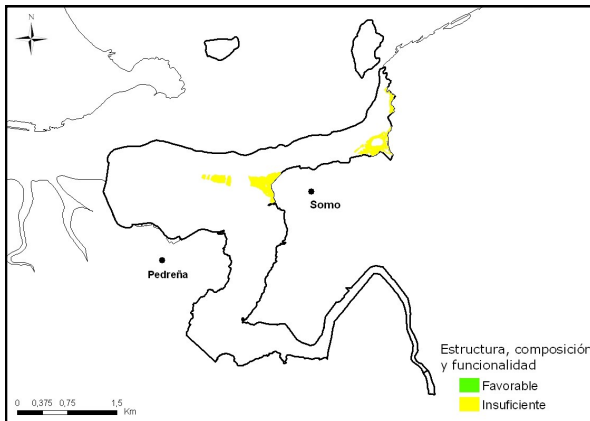 N
Somo
Pedreña
Estructura, composición
y funcionalidad
Favorable
Insuficiente
0 0,375 0,75 1,5
Km